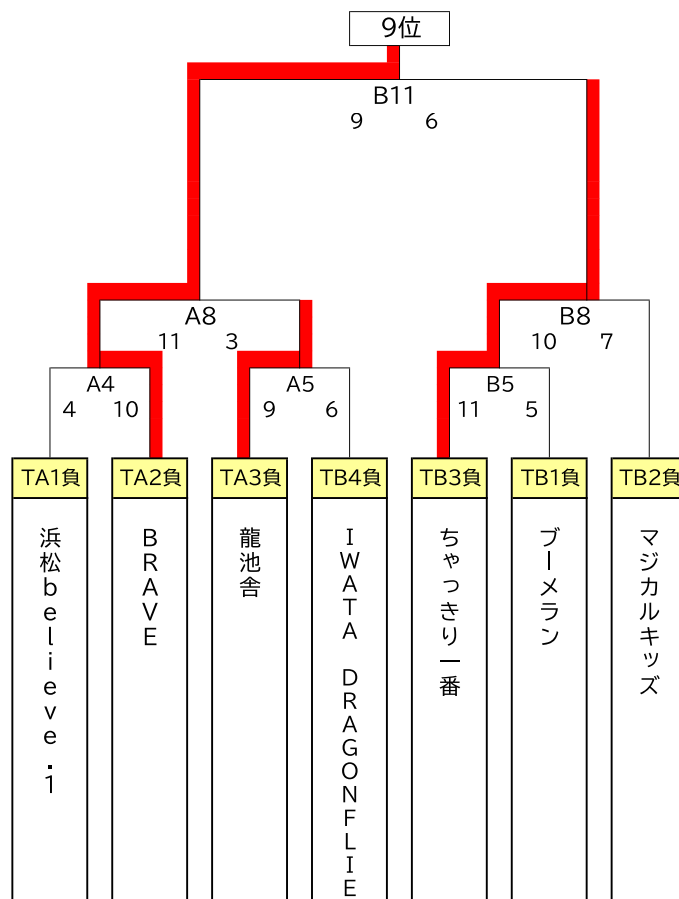 9位
B11
9 6
A8
11 3
B8
10 7
A4
4 10
A5
9 6
B5
11 5
TA1負
TA2負
TA3負
TB4負
TB3負
TB1負
TB2負
浜松believe.1
BRAVE
龍池舎
IWATA DRAGONFLIE
ちゃっきり一番
ブーメラン
マジカルキッズ